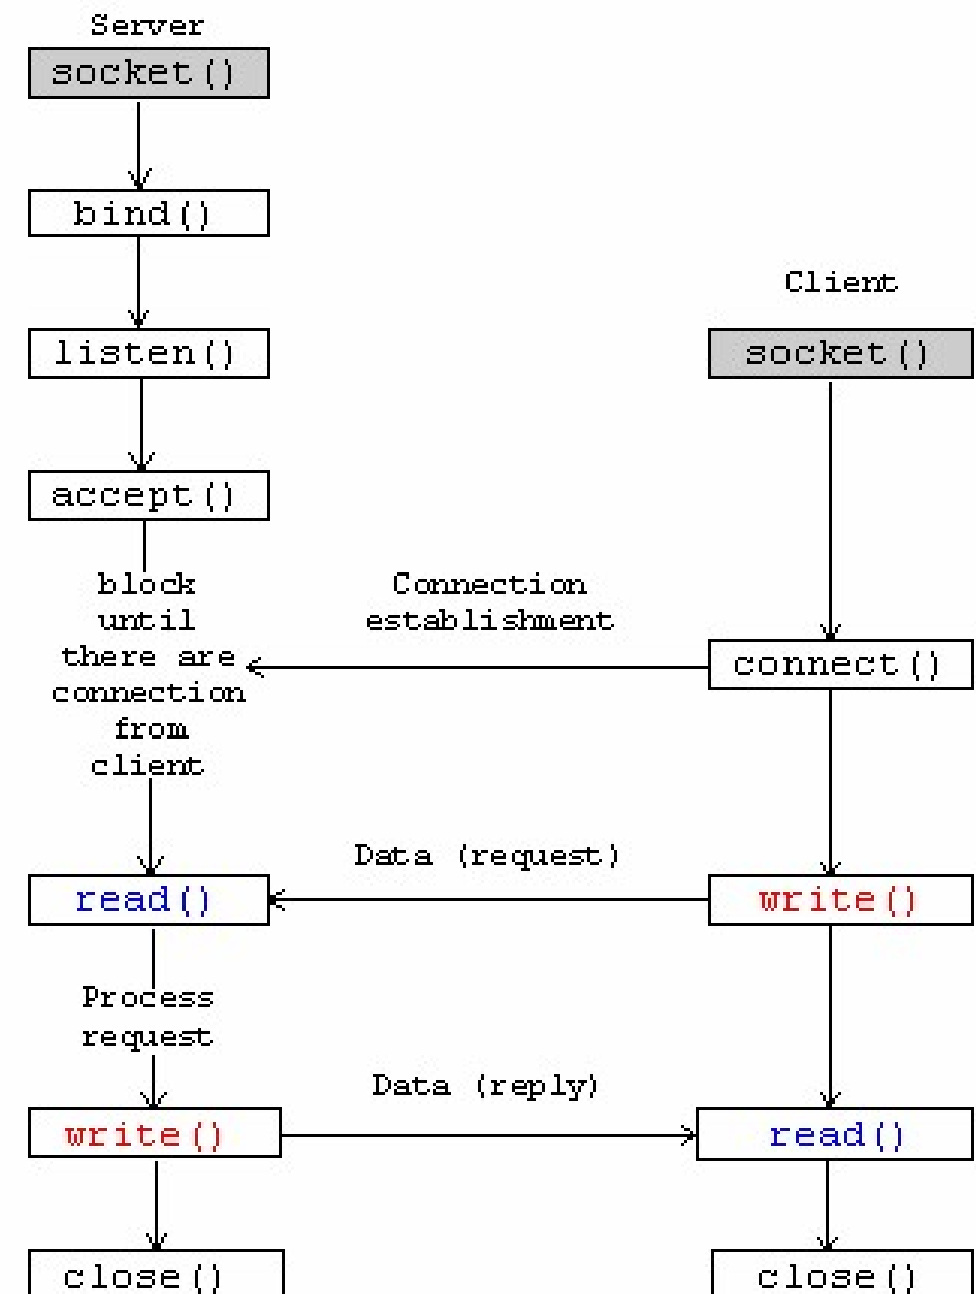 Server
socket()
bind()
listen()
accept()
block
until
there are
connection
from
client
read()
Process
request
write()
close()
Connection
establishment
Data (request)
Data (reply)
Client
socket()
connect()
write()
read()
close()